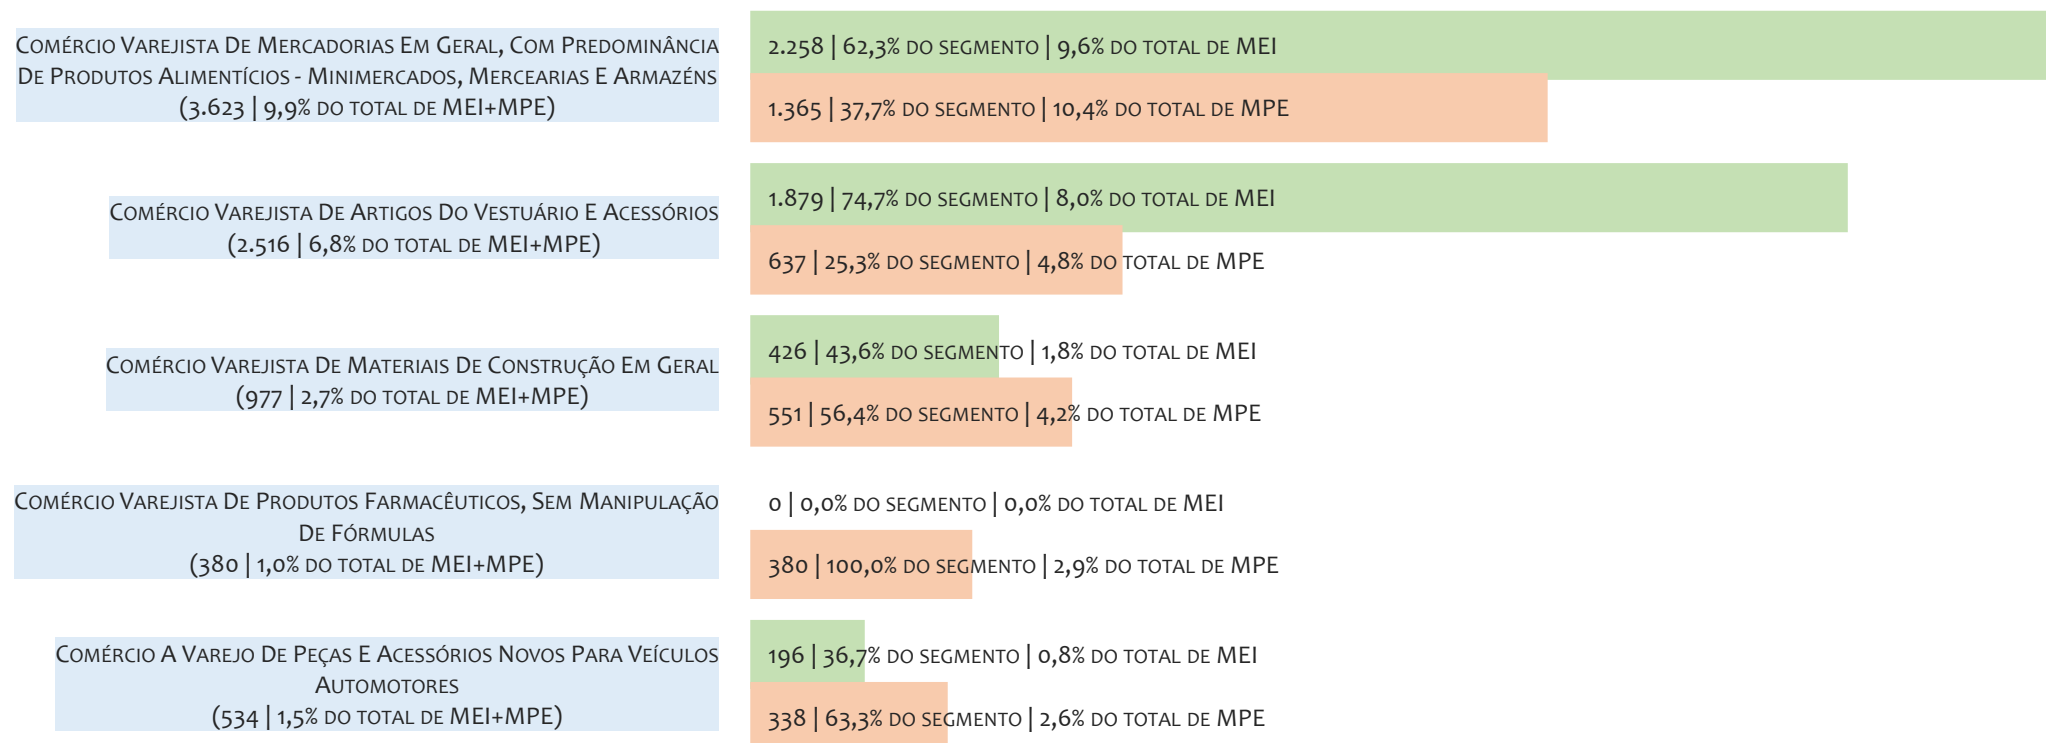 Comércio Varejista De Mercadorias Em Geral, Com Predominância
De Produtos Alimentícios - Minimercados, Mercearias E Armazéns
(3.623 | 9,9% do total de MEI+MPE)
2.258 | 62,3% do segmento | 9,6% do total de MEI
1.365 | 37,7% do segmento | 10,4% do total de MPE
Comércio Varejista De Artigos Do Vestuário E Acessórios
(2.516 | 6,8% do total de MEI+MPE)
1.879 | 74,7% do segmento | 8,0% do total de MEI
637 | 25,3% do segmento | 4,8% do total de MPE
Comércio Varejista De Materiais De Construção Em Geral
(977 | 2,7% do total de MEI+MPE)
426 | 43,6% do segmento | 1,8% do total de MEI
551 | 56,4% do segmento | 4,2% do total de MPE
Comércio Varejista De Produtos Farmacêuticos, Sem Manipulação
De Fórmulas
(380 | 1,0% do total de MEI+MPE)
0 | 0,0% do segmento | 0,0% do total de MEI
380 | 100,0% do segmento | 2,9% do total de MPE
Comércio A Varejo De Peças E Acessórios Novos Para Veículos
Automotores
(534 | 1,5% do total de MEI+MPE)
196 | 36,7% do segmento | 0,8% do total de MEI
338 | 63,3% do segmento | 2,6% do total de MPE